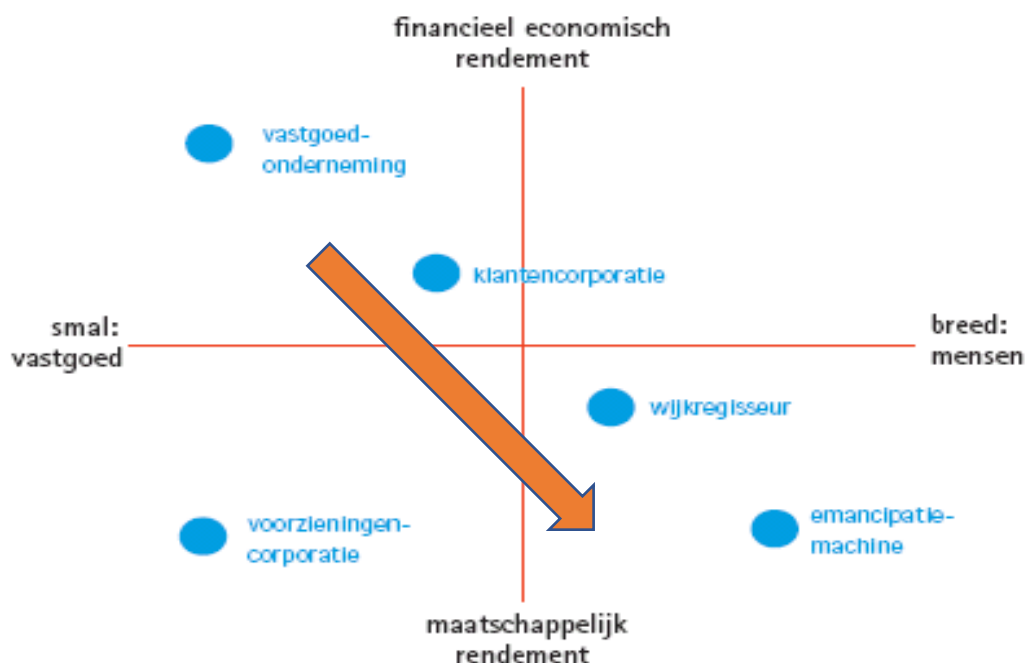 financieel economisch
rendement
vastgoed-
onderneming
klantencorporatie
smal:
vastgoed
breed:
mensen
wijkregisseur
voorzieningen-
corporatie
emancipatie-
machine
maatschappelijk
rendement